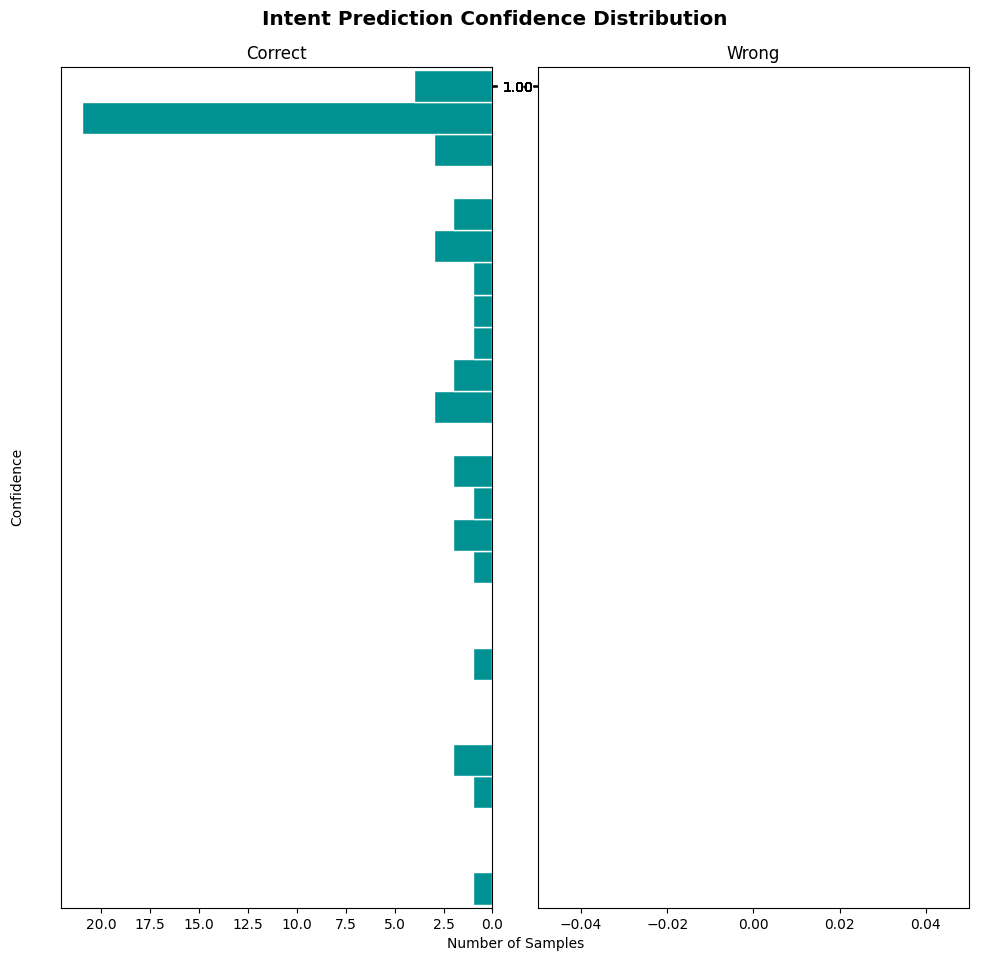 Intent Prediction Confidence Distribution
Correct
Wrong
1.00
Confidence
20.0 17.5 15.0 12.5 10.0 7.5 5.0 2.5 0.0
−0.04 −0.02 0.00 0.02 0.04
Number of Samples